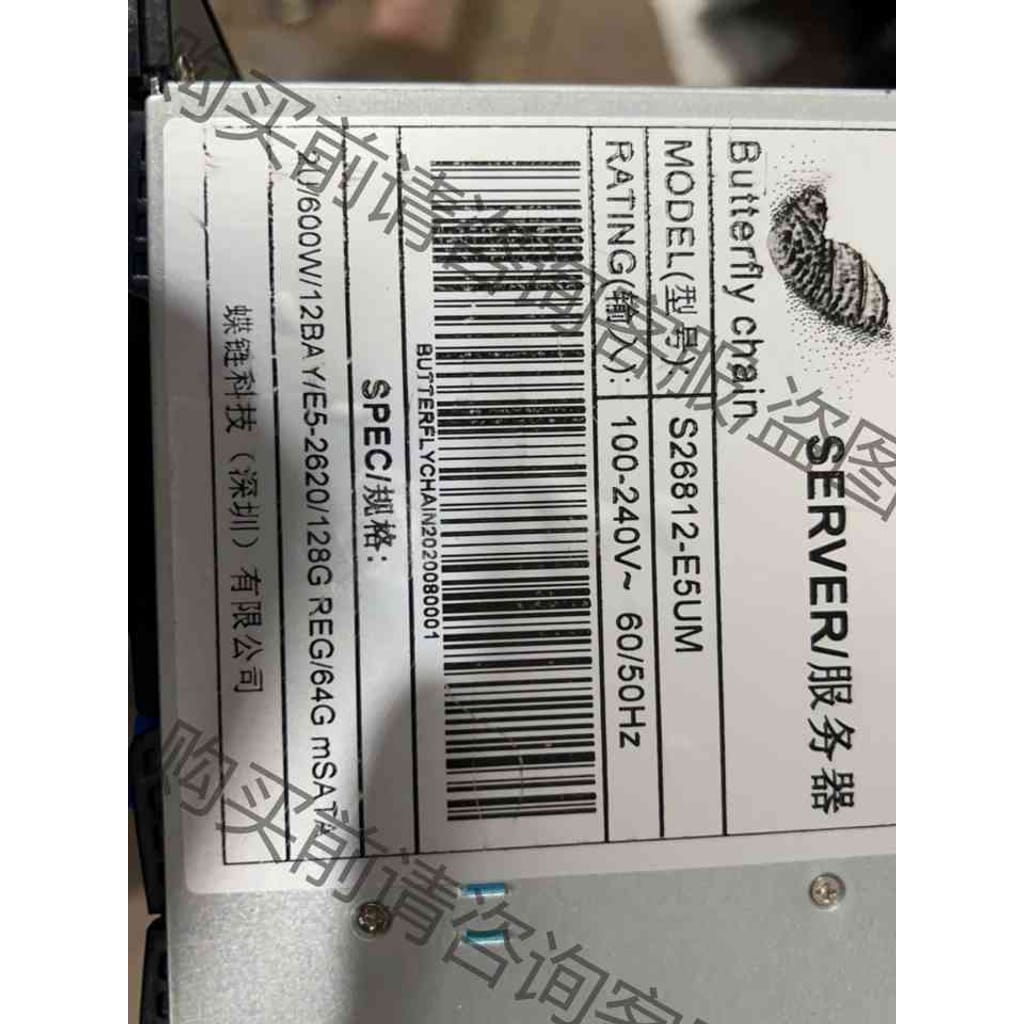 Butterfly chain
SERVER/服务器
MODEL(型号): S26812-E5UM
RATING(输入): 100-240V~ 60/50Hz
BUTTERFLYCHAIN2020080001
SPEC/规格:
2U/600W/12BAY/E5-2620/128G REG/64G mSATA
蝶链科技（深圳）有限公司
购买前请咨询客服 盗图
购买前请咨询客